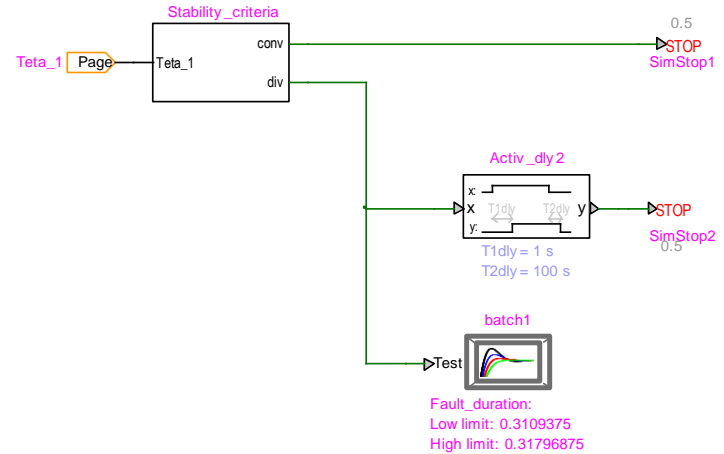 Stability_criteria
0.5
conv
STOP
Teta_1
Page
Teta_1
SimStop1
div
Activ_dly2
x:
x
T1dly
T2dly
y
STOP
y:
SimStop2
0.5
T1dly = 1 s
T2dly = 100 s
batch1
Test
Fault_duration:
Low limit: 0.3109375
High limit: 0.31796875